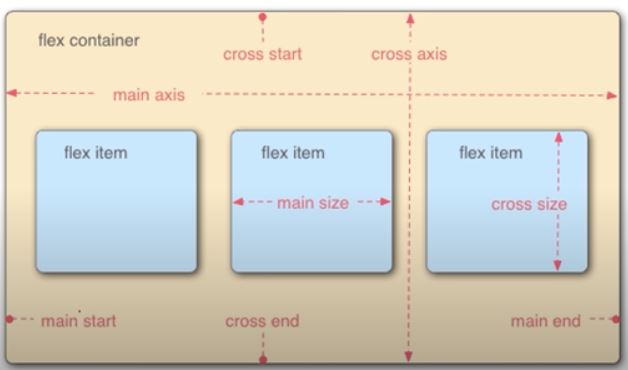 flex container
cross start
cross axis
main axis
flex item
flex item
flex item
main size
cross size
main start
cross end
main end